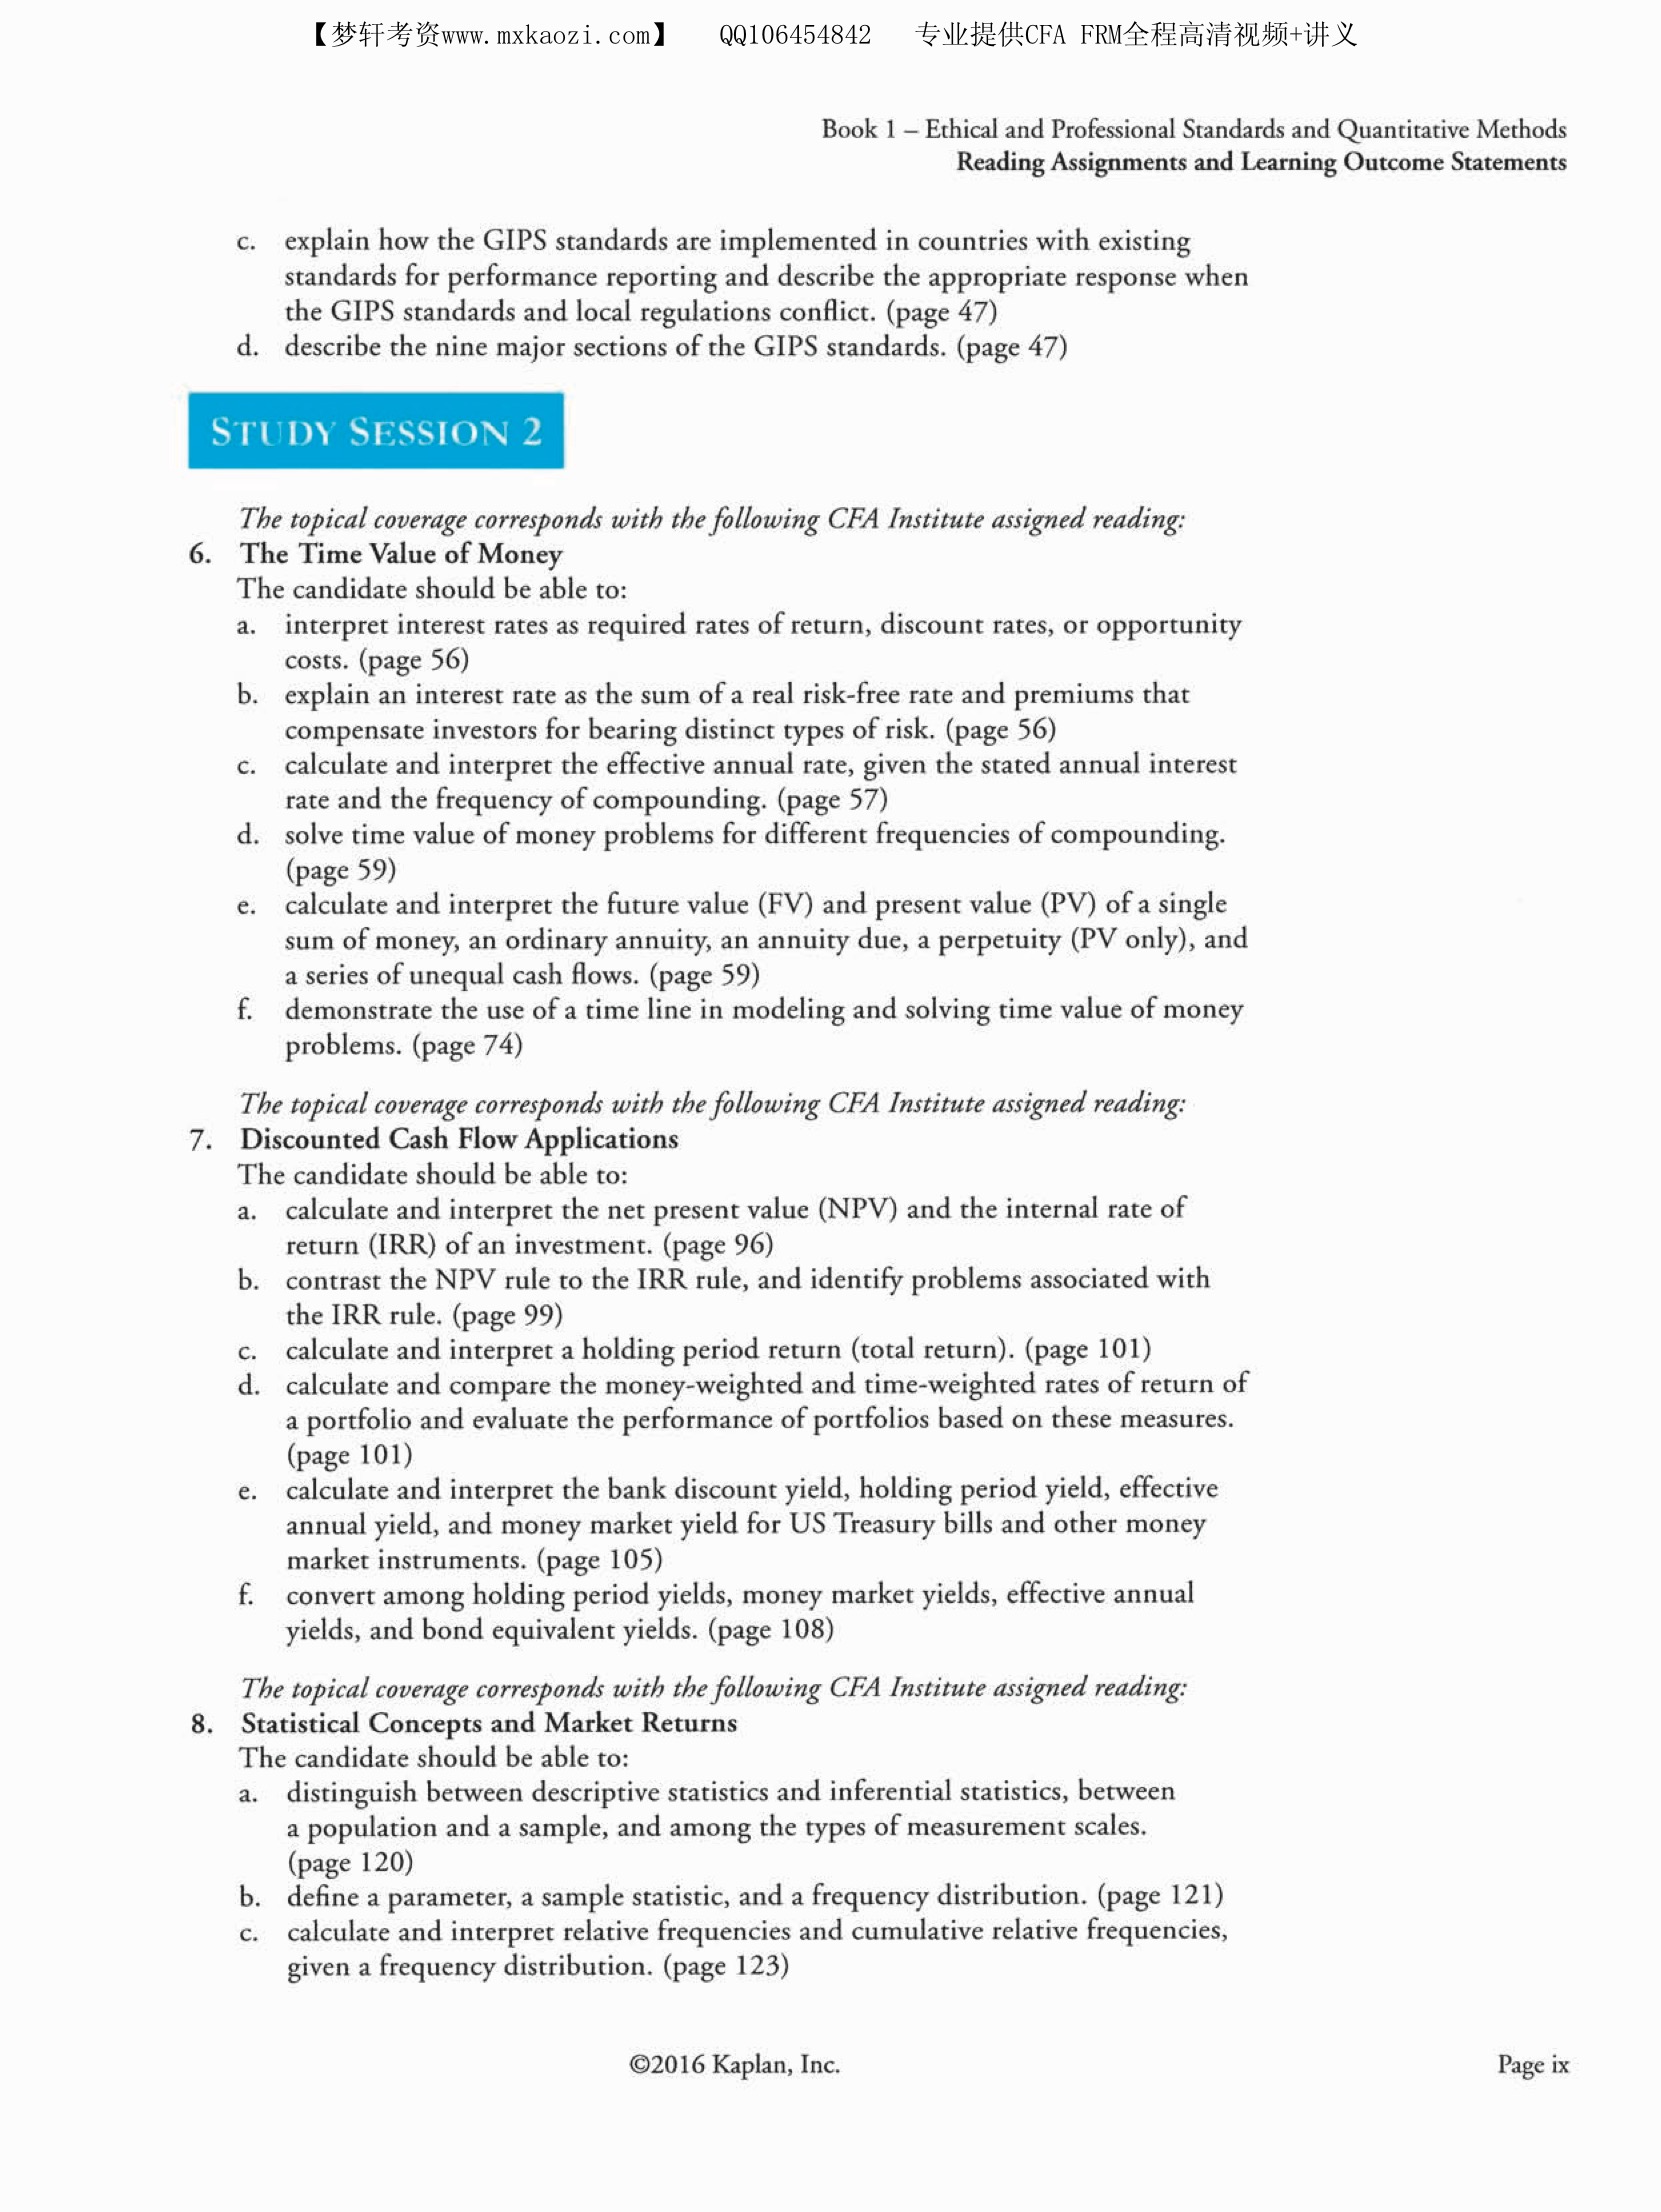 【梦轩考资www.mxkaozi.com】 QQ106454842 专业提供CFA FRM全程高清视频+讲义
Book 1 – Ethical and Professional Standards and Quantitative Methods
Reading Assignments and Learning Outcome Statements
c. explain how the GIPS standards are implemented in countries with existing
standards for performance reporting and describe the appropriate response when
the GIPS standards and local regulations conflict. (page 47)
d. describe the nine major sections of the GIPS standards. (page 47)
STUDY SESSION 2
The topical coverage corresponds with the following CFA Institute assigned reading:
6. The Time Value of Money
The candidate should be able to:
a. interpret interest rates as required rates of return, discount rates, or opportunity
costs. (page 56)
b. explain an interest rate as the sum of a real risk-free rate and premiums that
compensate investors for bearing distinct types of risk. (page 56)
c. calculate and interpret the effective annual rate, given the stated annual interest
rate and the frequency of compounding. (page 57)
d. solve time value of money problems for different frequencies of compounding.
(page 59)
e. calculate and interpret the future value (FV) and present value (PV) of a single
sum of money, an ordinary annuity, an annuity due, a perpetuity (PV only), and
a series of unequal cash flows. (page 59)
f. demonstrate the use of a time line in modeling and solving time value of money
problems. (page 74)
The topical coverage corresponds with the following CFA Institute assigned reading:
7. Discounted Cash Flow Applications
The candidate should be able to:
a. calculate and interpret the net present value (NPV) and the internal rate of
return (IRR) of an investment. (page 96)
b. contrast the NPV rule to the IRR rule, and identify problems associated with
the IRR rule. (page 99)
c. calculate and interpret a holding period return (total return). (page 101)
d. calculate and compare the money-weighted and time-weighted rates of return of
a portfolio and evaluate the performance of portfolios based on these measures.
(page 101)
e. calculate and interpret the bank discount yield, holding period yield, effective
annual yield, and money market yield for US Treasury bills and other money
market instruments. (page 105)
f. convert among holding period yields, money market yields, effective annual
yields, and bond equivalent yields. (page 108)
The topical coverage corresponds with the following CFA Institute assigned reading:
8. Statistical Concepts and Market Returns
The candidate should be able to:
a. distinguish between descriptive statistics and inferential statistics, between
a population and a sample, and among the types of measurement scales.
(page 120)
b. define a parameter, a sample statistic, and a frequency distribution. (page 121)
c. calculate and interpret relative frequencies and cumulative relative frequencies,
given a frequency distribution. (page 123)
©2016 Kaplan, Inc.
Page ix